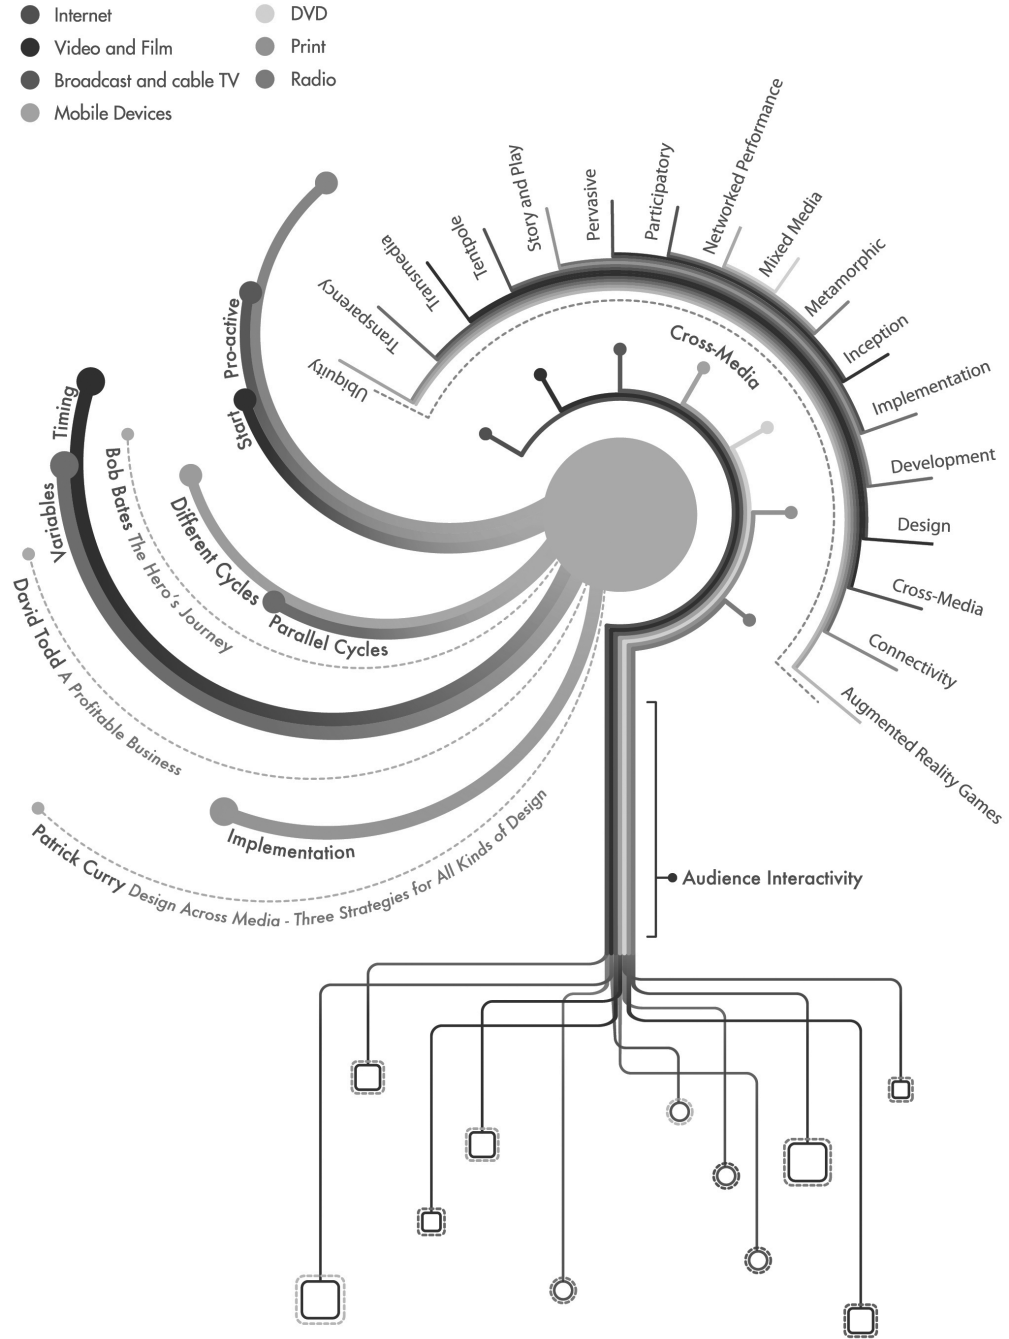 Internet
Video and Film
Broadcast and cable TV
Mobile Devices
DVD
Print
Radio
Ubiquity
Transparency
Transmedia
Tentpole
Story and Play
Pervasive
Participatory
Networked Performance
Mixed Media
Metamorphic
Inception
Implementation
Development
Design
Cross-Media
Connectivity
Augmented Reality Games
Cross-Media
Pro-active
Start
Timing
Variables
Different Cycles
Parallel Cycles
Bob Bates The Hero's Journey
David Todd A Profitable Business
Implementation
Patrick Curry Design Across Media - Three Strategies for All Kinds of Design
Audience Interactivity